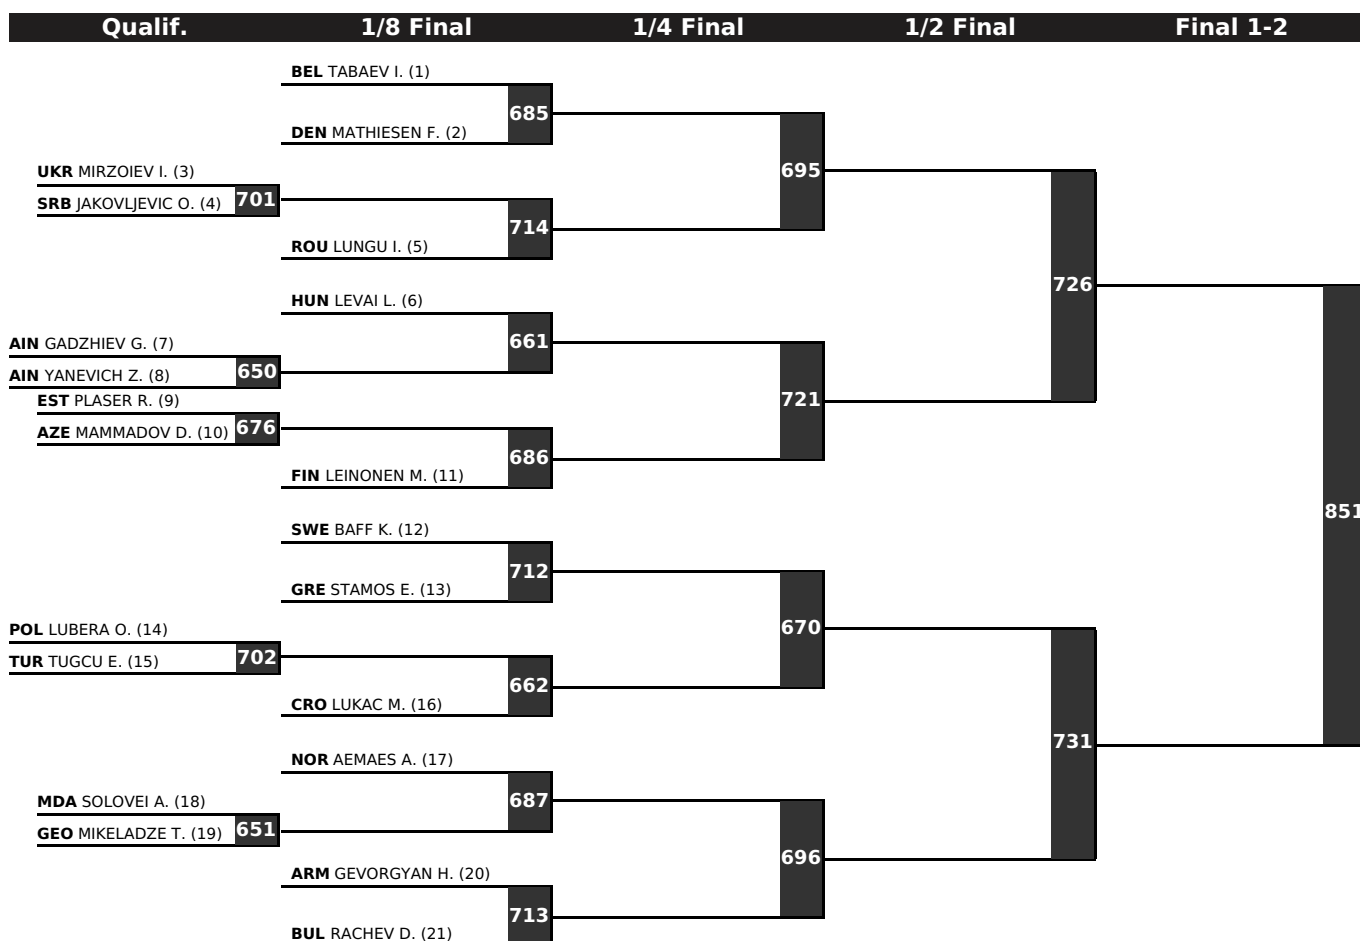 Qualif. 1/8 Final 1/4 Final 1/2 Final Final 1-2
BEL TABAEV I. (1)
685
DEN MATHIESEN F. (2)
UKR MIRZOIEV I. (3)
695
SRB JAKOVLJEVIC O. (4) 701
714
ROU LUNGU I. (5)
726
HUN LEVAI L. (6)
AIN GADZHIEV G. (7)
661
AIN YANEVICH Z. (8) 650
EST PLASER R. (9)
721
AZE MAMMADOV D. (10) 676
686
FIN LEINONEN M. (11)
851
SWE BAFF K. (12)
712
GRE STAMOS E. (13)
POL LUBERA O. (14)
670
TUR TUGCU E. (15) 702
662
CRO LUKAC M. (16)
731
NOR AEMAES A. (17)
MDA SOLOVEI A. (18)
687
GEO MIKELADZE T. (19) 651
696
ARM GEVORGYAN H. (20)
713
BUL RACHEV D. (21)